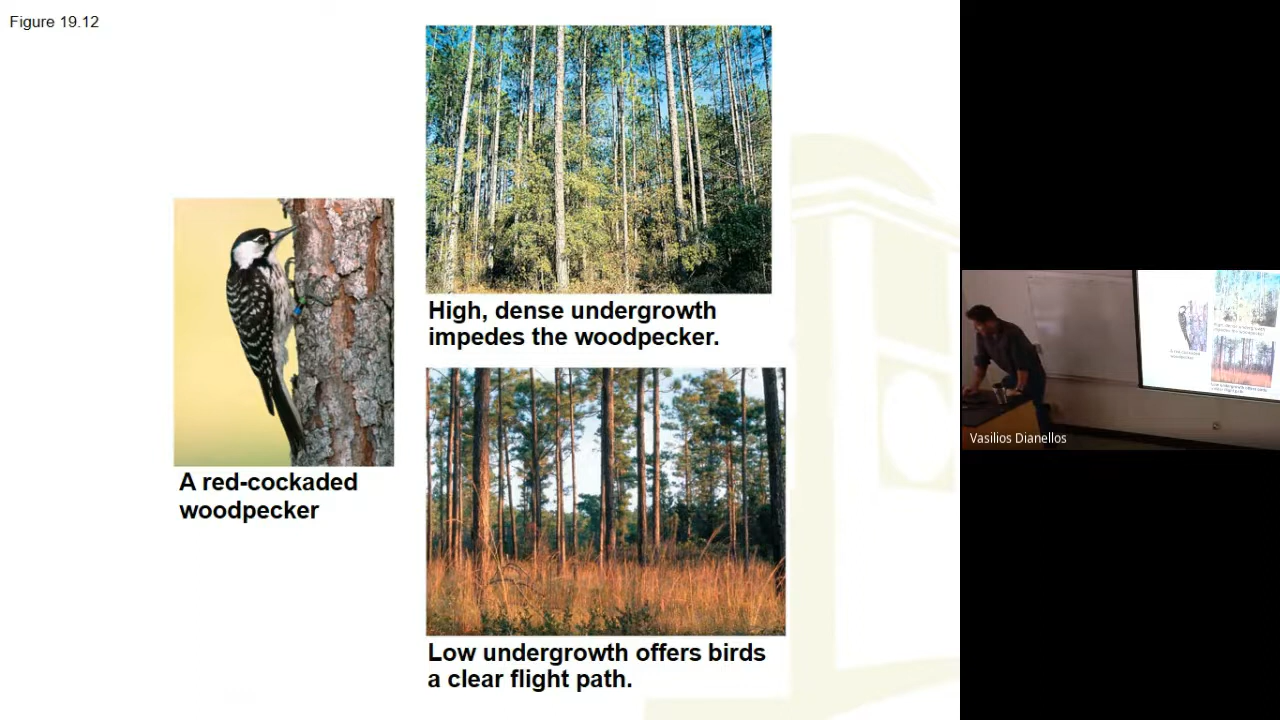 Figure 19.12
High, dense undergrowth
impedes the woodpecker.
A red-cockaded
woodpecker
Low undergrowth offers birds
a clear flight path.
Vasilios Dianellos